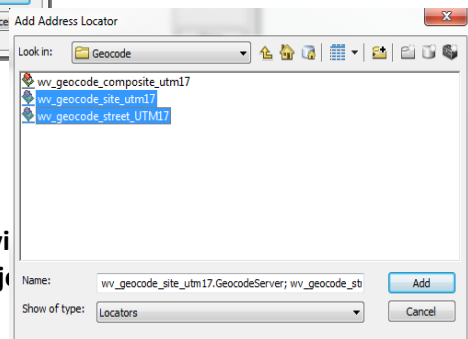 Add Address Locator
Look in: Geocode
wv_geocode_composite_utm17
wv_geocode_site_utm17
wv_geocode_street_UTM17
Name: wv_geocode_site_utm17.GeocodeServer; wv_geocode_st
Add
Show of type: Locators
Cancel